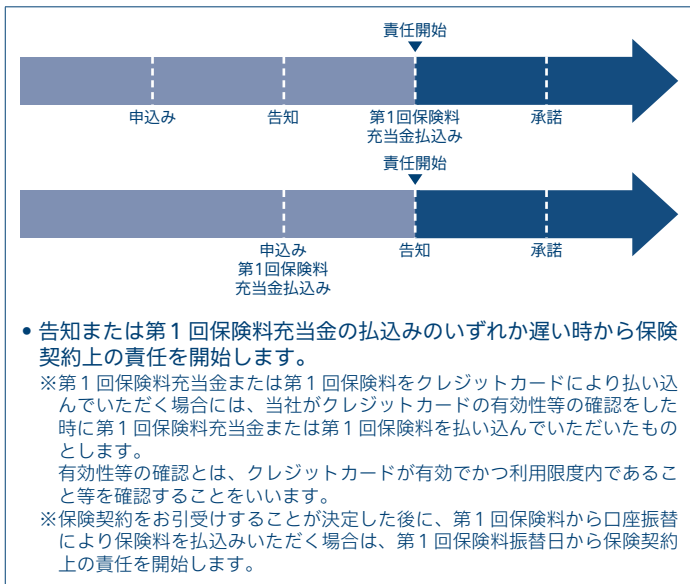 責任開始
申込み 告知 第1回保険料 承諾
充当金払込み
責任開始
申込み 告知 承諾
第1回保険料
充当金払込み
•告知または第1回保険料充当金の払込みのいずれか遅い時から保険
契約上の責任を開始します。
※第1回保険料充当金または第1回保険料をクレジットカードにより払い込
んでいただく場合には、当社がクレジットカードの有効性等の確認をした
時に第1回保険料充当金または第1回保険料を払い込んでいただいたもの
とします。
有効性等の確認とは、クレジットカードが有効でかつ利用限度内であるこ
と等を確認することをいいます。
※保険契約をお引受けすることが決定した後に、第1回保険料から口座振替
により保険料を払込みいただく場合は、第1回保険料振替日から保険契約
上の責任を開始します。